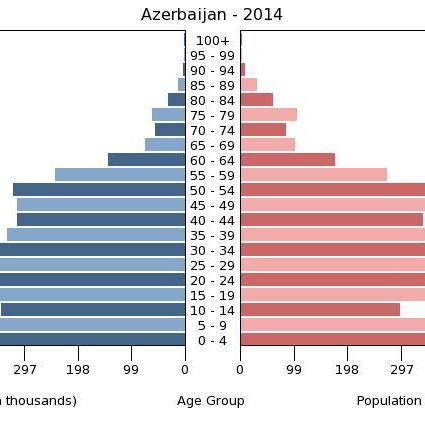 Azerbaijan - 2014
100+
95 - 99
90 - 94
85 - 89
80 - 84
75 - 79
70 - 74
65 - 69
60 - 64
55 - 59
50 - 54
45 - 49
40 - 44
35 - 39
30 - 34
25 - 29
20 - 24
15 - 19
10 - 14
5 - 9
0 - 4
297 198 99 0 0 99 198 297
thousands) Age Group Population